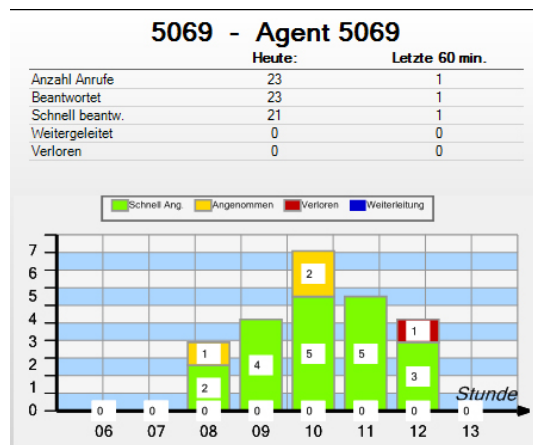 5069 - Agent 5069
Heute: Letzte 60 min.
Anzahl Anrufe 23 1
Beantwortet 23 1
Schnell beantw. 21 1
Weitergeleitet 0 0
Verloren 0 0
Schnell Ang. Angenommen Verloren Weiterleitung
7
6
5
4
3
2
1
0
2
1 4 5 5 1
2 3
Stunde
0 0 0 0 0 0 0 0
06 07 08 09 10 11 12 13